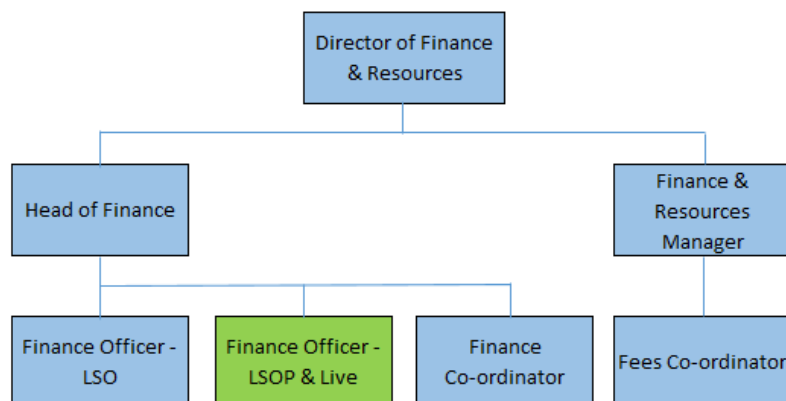 Director of Finance
& Resources
Head of Finance
Finance &
Resources
Manager
Finance Officer -
LSO
Finance Officer -
LSOP & Live
Finance
Co-ordinator
Fees Co-ordinator